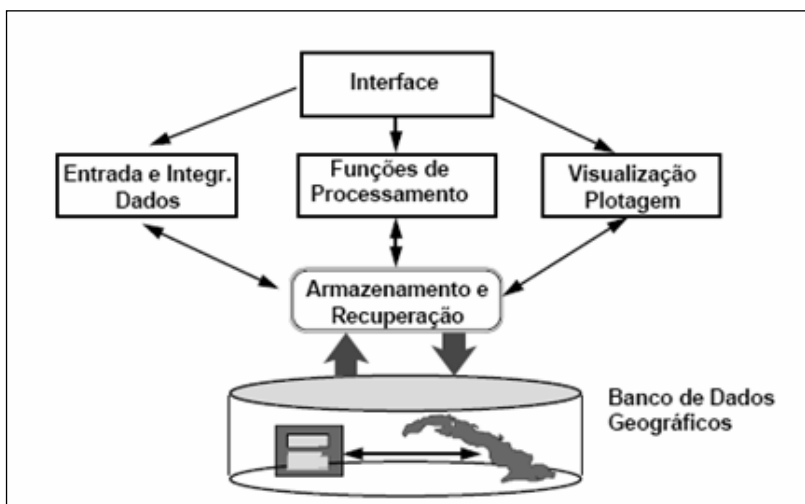 Interface
Entrada e Integr.
Dados
Funções de
Processamento
Visualização
Plotagem
Armazenamento e
Recuperação
Banco de Dados
Geográficos